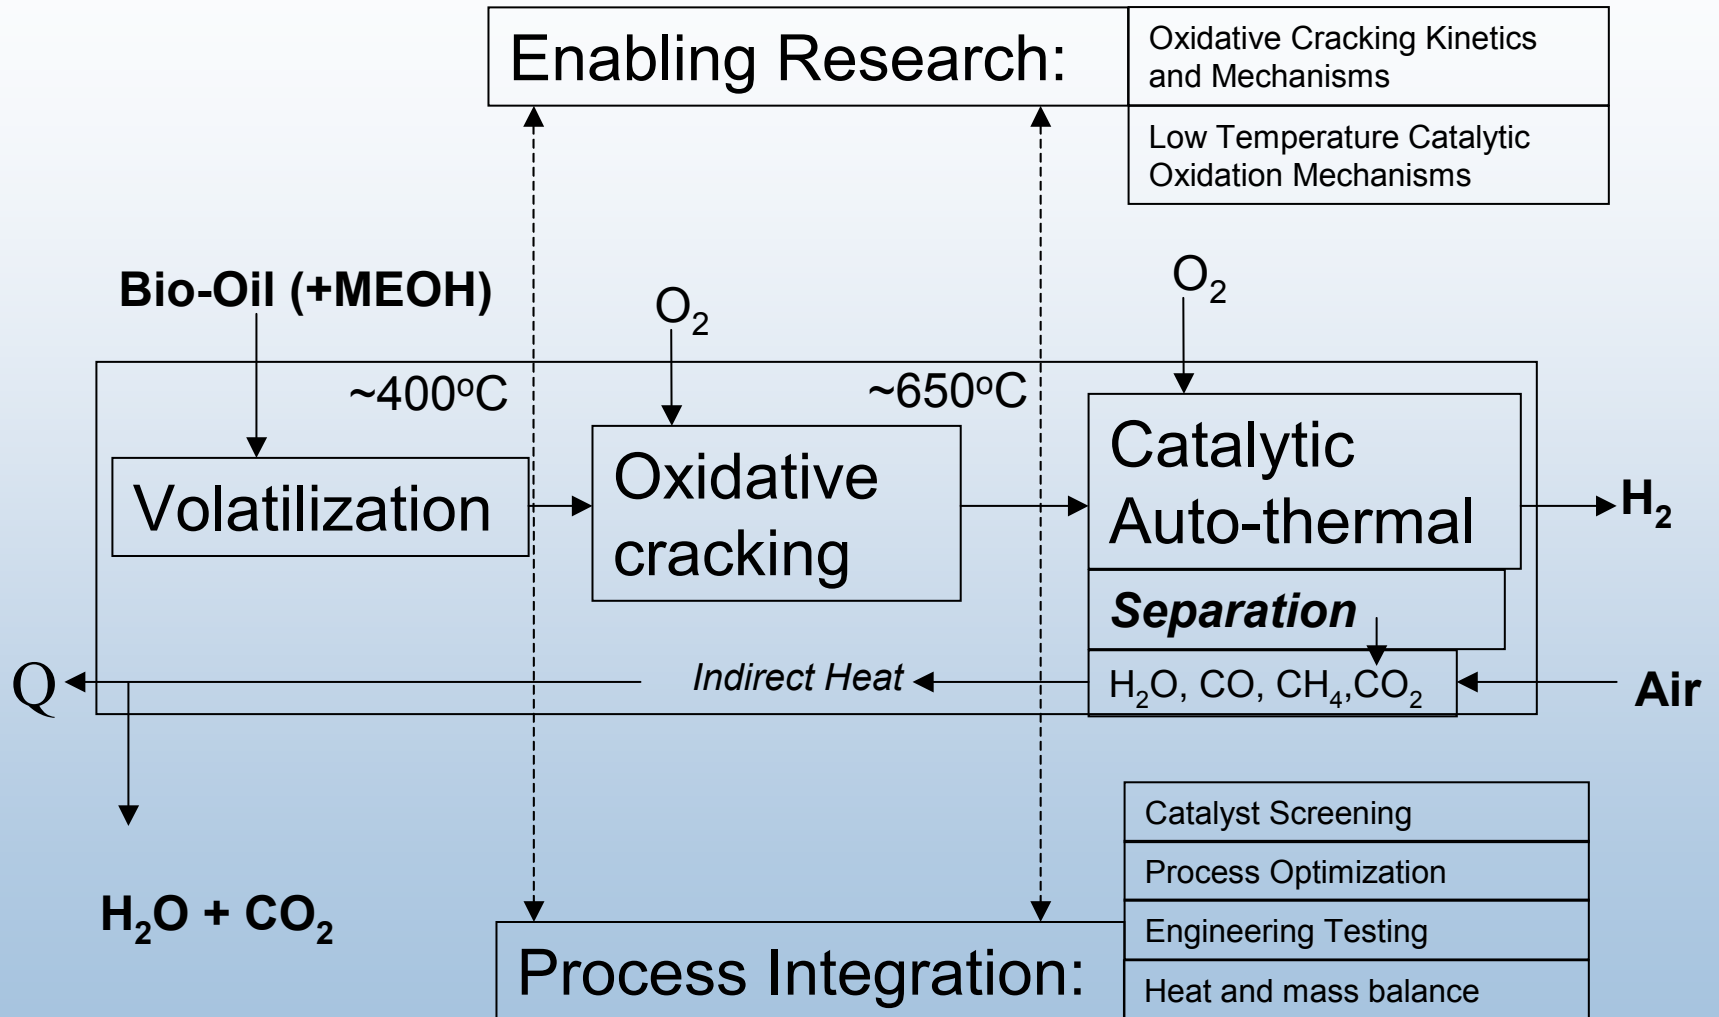 Enabling Research:
Oxidative Cracking Kinetics
and Mechanisms
Low Temperature Catalytic
Oxidation Mechanisms
Bio-Oil (+MEOH)
O₂
O₂
~400ºC
~650ºC
Volatilization
Oxidative
cracking
Catalytic
Auto-thermal
H₂
Separation
Q
Indirect Heat
H₂O, CO, CH₄,CO₂
Air
H₂O + CO₂
Catalyst Screening
Process Optimization
Engineering Testing
Heat and mass balance
Process Integration: